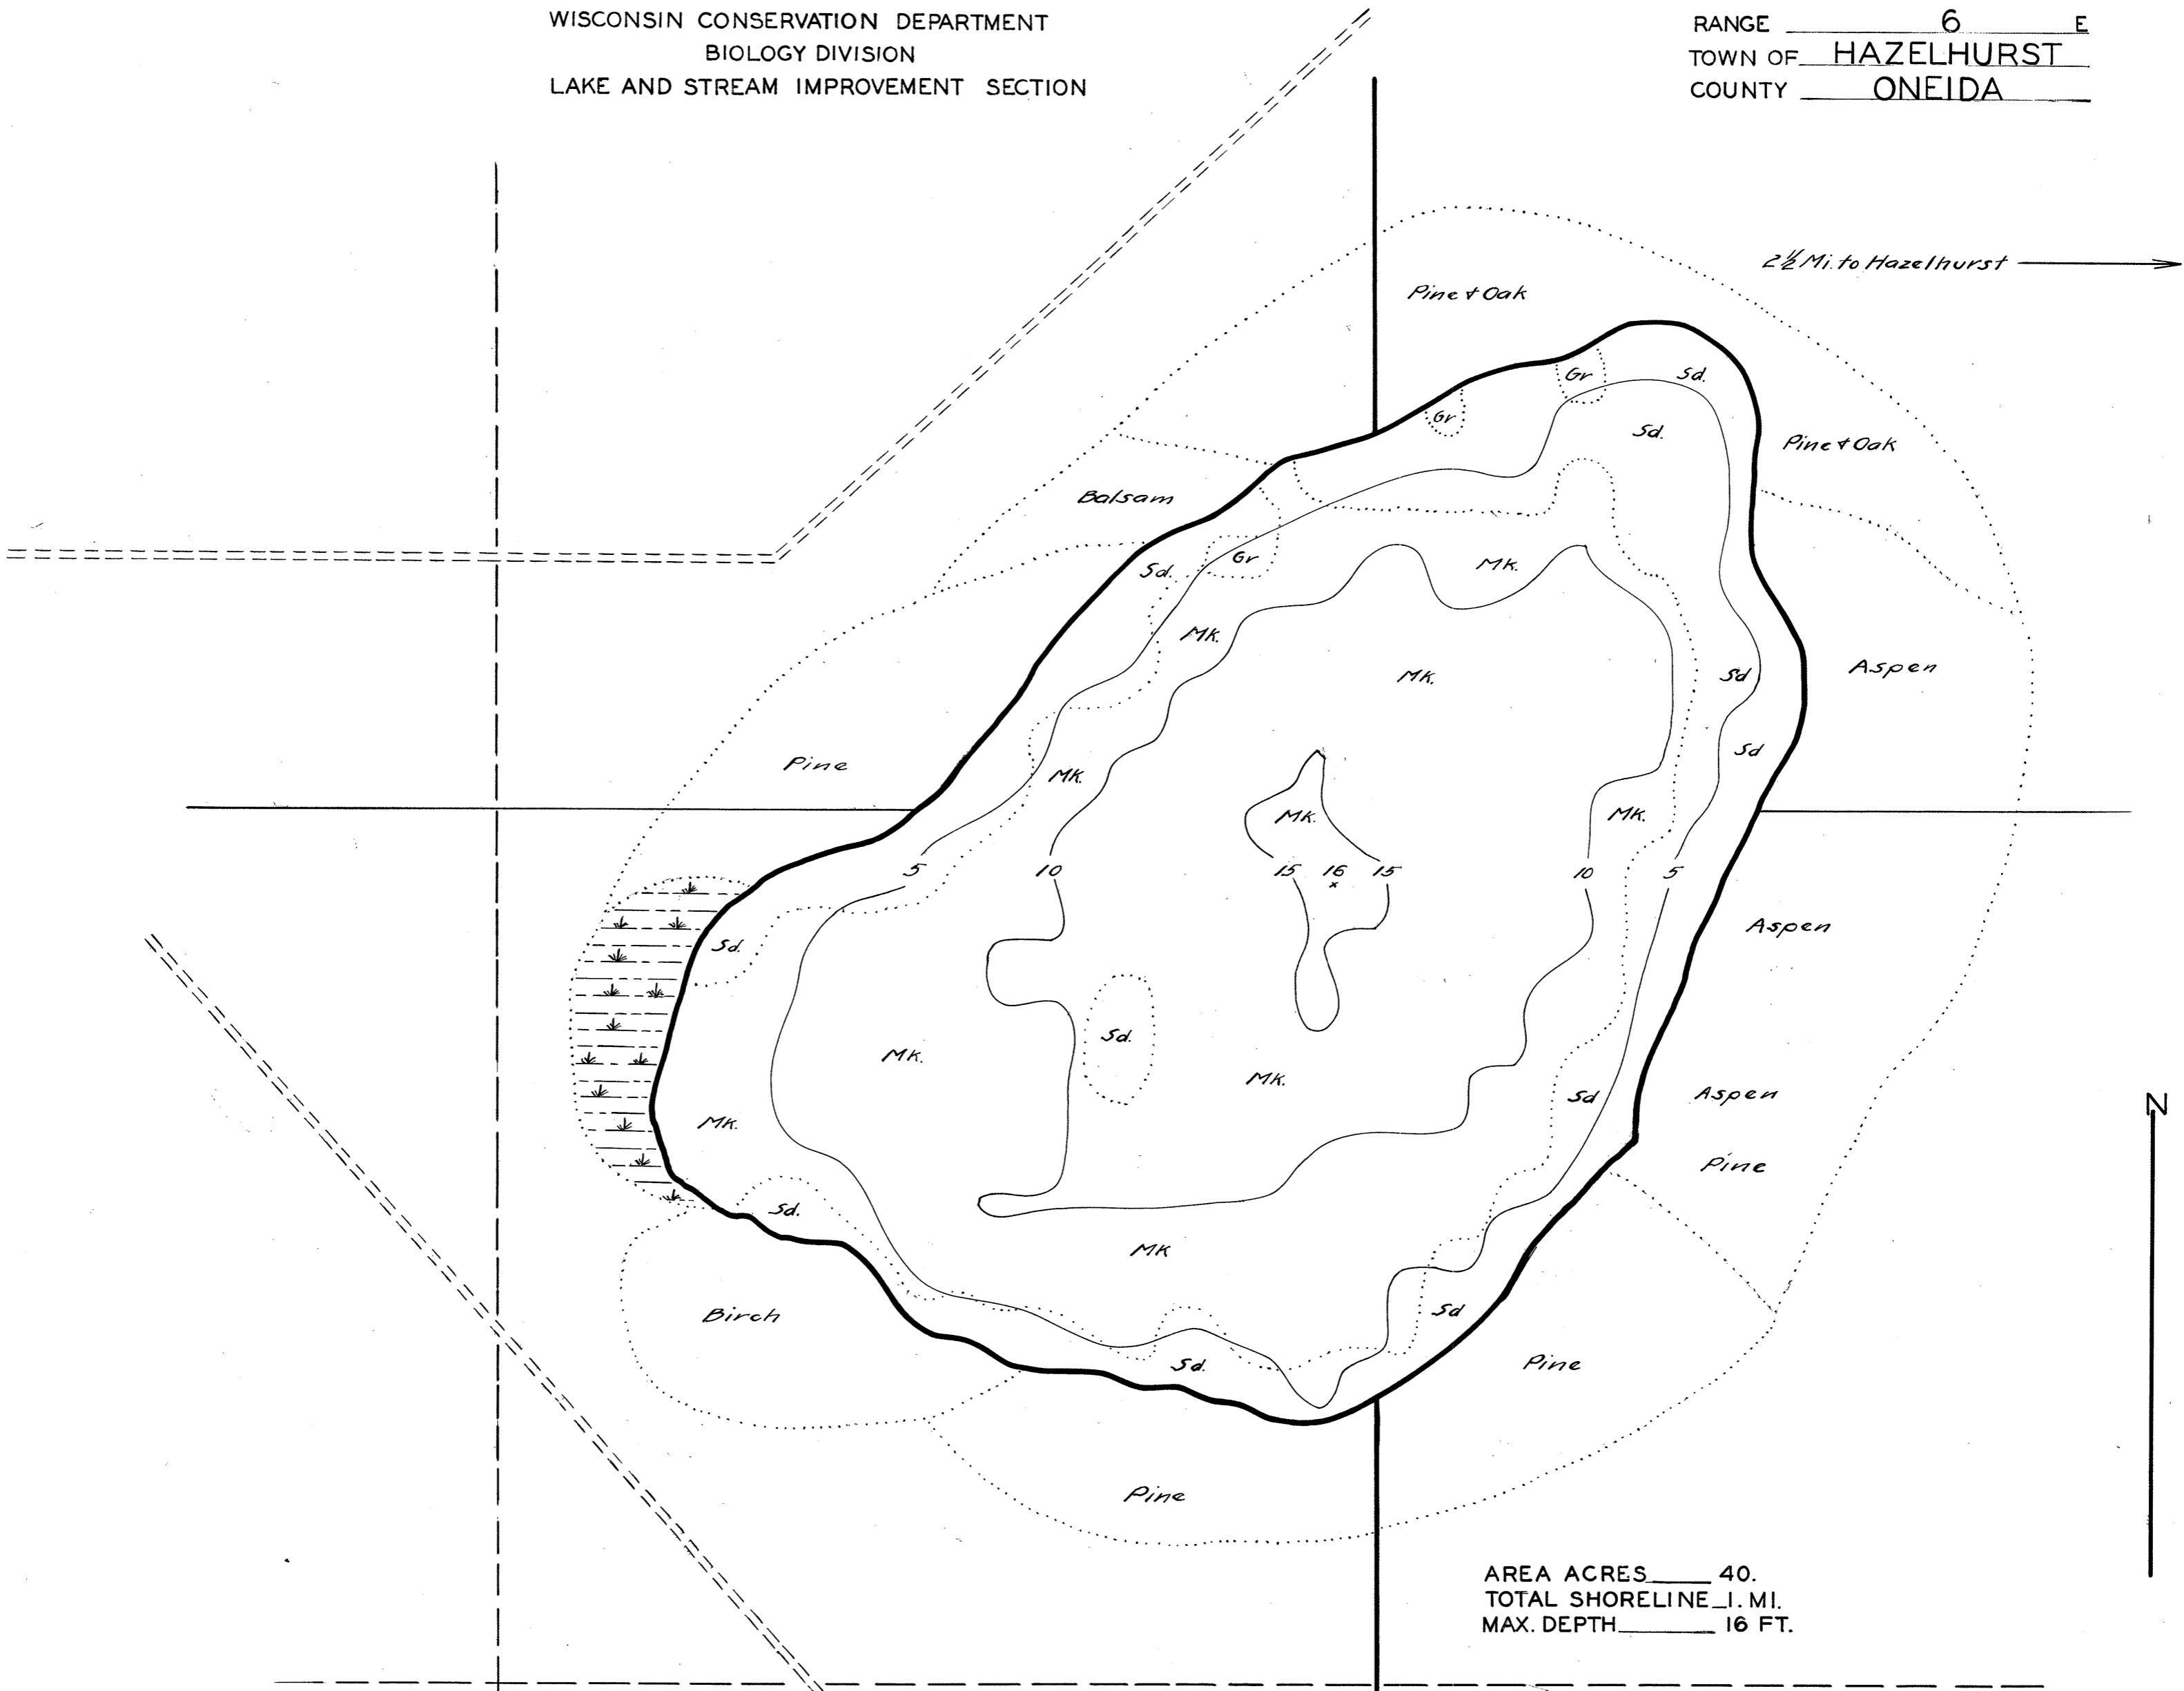 WISCONSIN CONSERVATION DEPARTMENT
BIOLOGY DIVISION
LAKE AND STREAM IMPROVEMENT SECTION
RANGE 6 E
TOWN OF HAZELHURST
COUNTY ONEIDA
2½ Mi. to Hazelhurst
Pine & Oak
Gr
Sd.
Gr
Sd.
Pine & Oak
Balsam
Sd.
Gr
Mk.
Mk.
Mk.
Sd
Aspen
Sd
Pine
Mk.
Mk.
Mk.
5
10
15
16
x
15
10
5
Sd.
Aspen
Sd.
Mk.
Mk.
Sd
Aspen
N
Mk.
Pine
Sd.
Mk
Birch
Sd
Sd.
Pine
Pine
AREA ACRES 40.
TOTAL SHORELINE 1. MI.
MAX. DEPTH 16 FT.